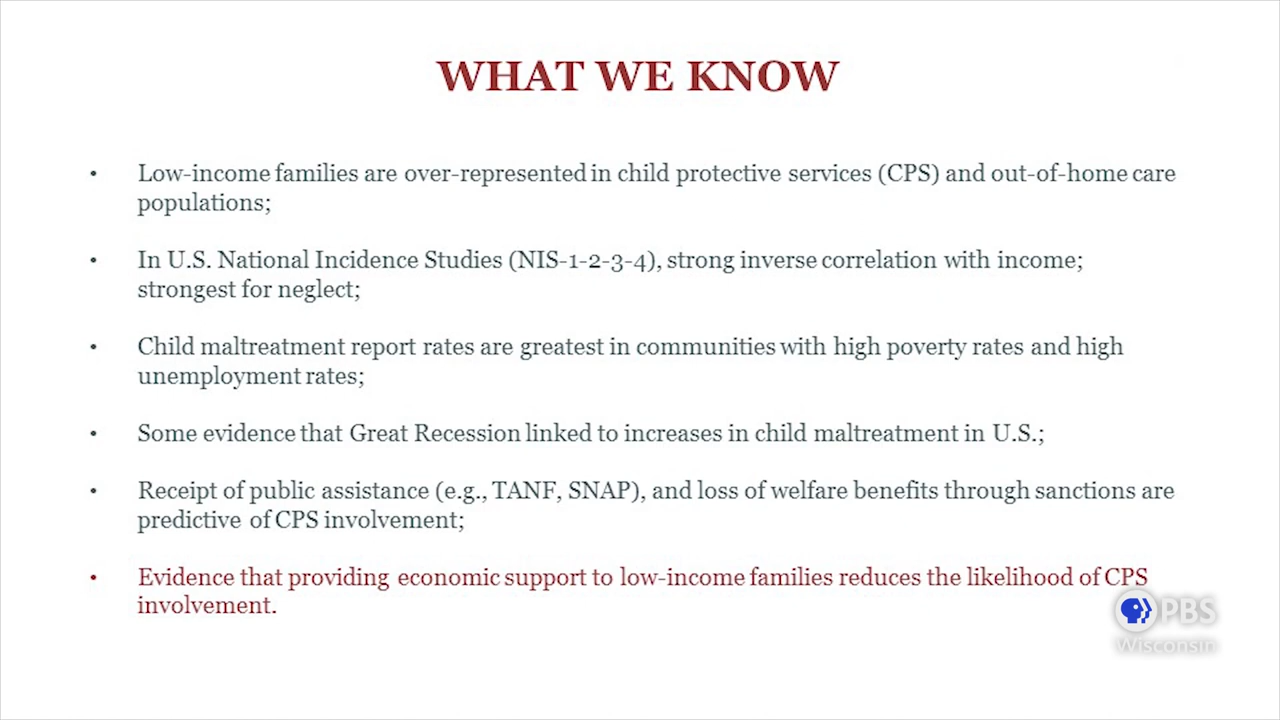 WHAT WE KNOW
• Low-income families are over-represented in child protective services (CPS) and out-of-home care
populations;
• In U.S. National Incidence Studies (NIS-1-2-3-4), strong inverse correlation with income;
strongest for neglect;
• Child maltreatment report rates are greatest in communities with high poverty rates and high
unemployment rates;
• Some evidence that Great Recession linked to increases in child maltreatment in U.S.;
• Receipt of public assistance (e.g., TANF, SNAP), and loss of welfare benefits through sanctions are
predictive of CPS involvement;
• Evidence that providing economic support to low-income families reduces the likelihood of CPS
involvement.
PBS
Wisconsin